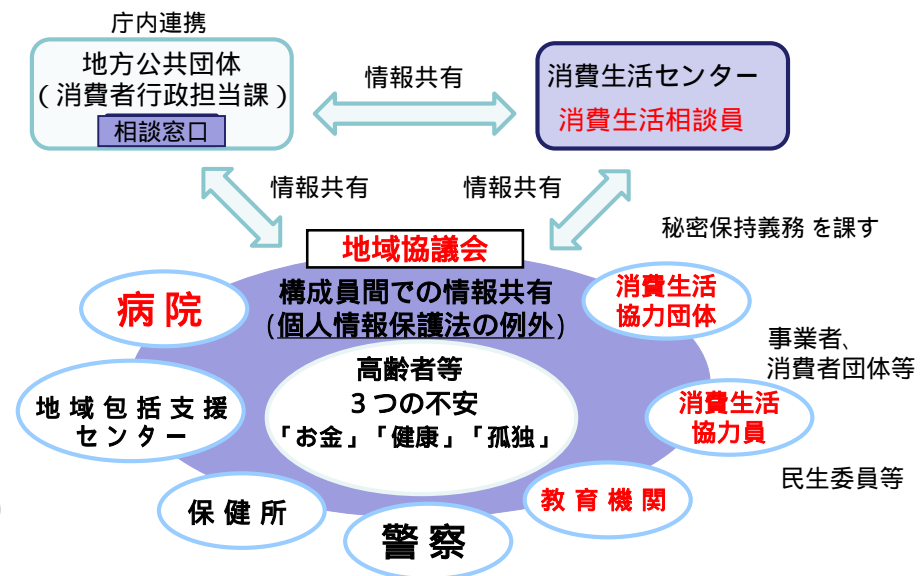 庁内連携
地方公共団体
(消費者行政担当課)
相談窓口
情報共有
消費生活センター
消費生活相談員
情報共有
情報共有
秘密保持義務 を課す
地域協議会
構成員間での情報共有
(個人情報保護法の例外)
病院
消費生活
協力団体
事業者、
消費者団体等
高齢者等
3つの不安
「お金」「健康」「孤独」
地域包括支援
センター
消費生活
協力員
民生委員等
保健所
教育機関
警察